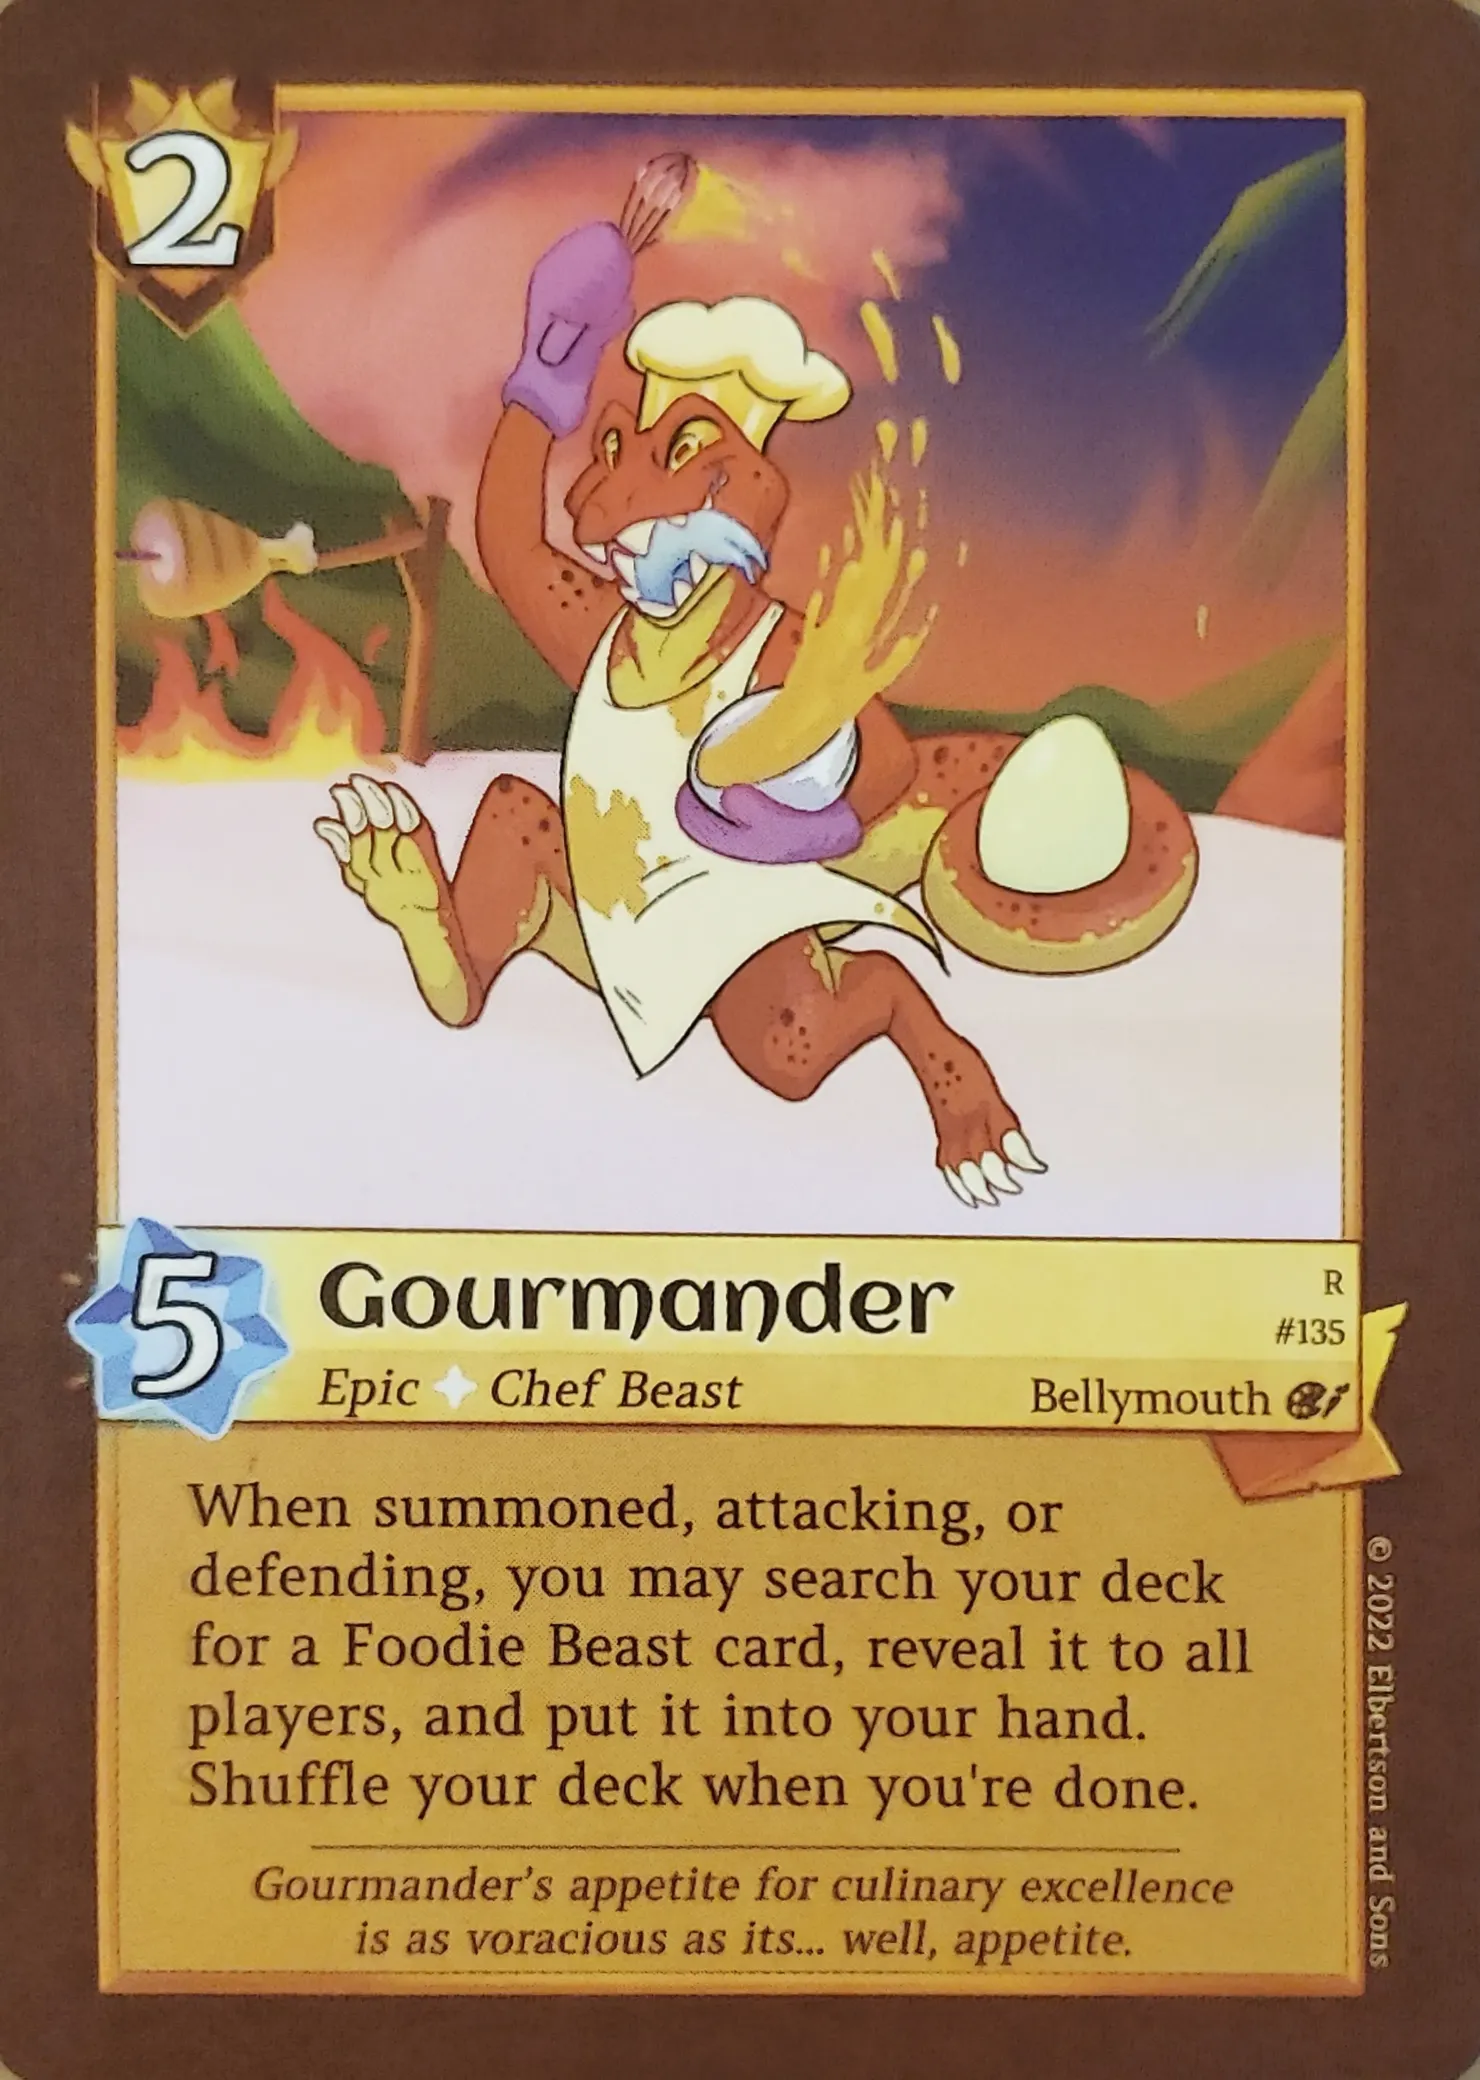 2
5
Gourmander
R
#135
Epic Chef Beast
Bellymouth
When summoned, attacking, or
defending, you may search your deck
for a Foodie Beast card, reveal it to all
players, and put it into your hand.
Shuffle your deck when you're done.
Gourmander's appetite for culinary excellence
is as voracious as its... well, appetite.
© 2022 Elbertson and Sons